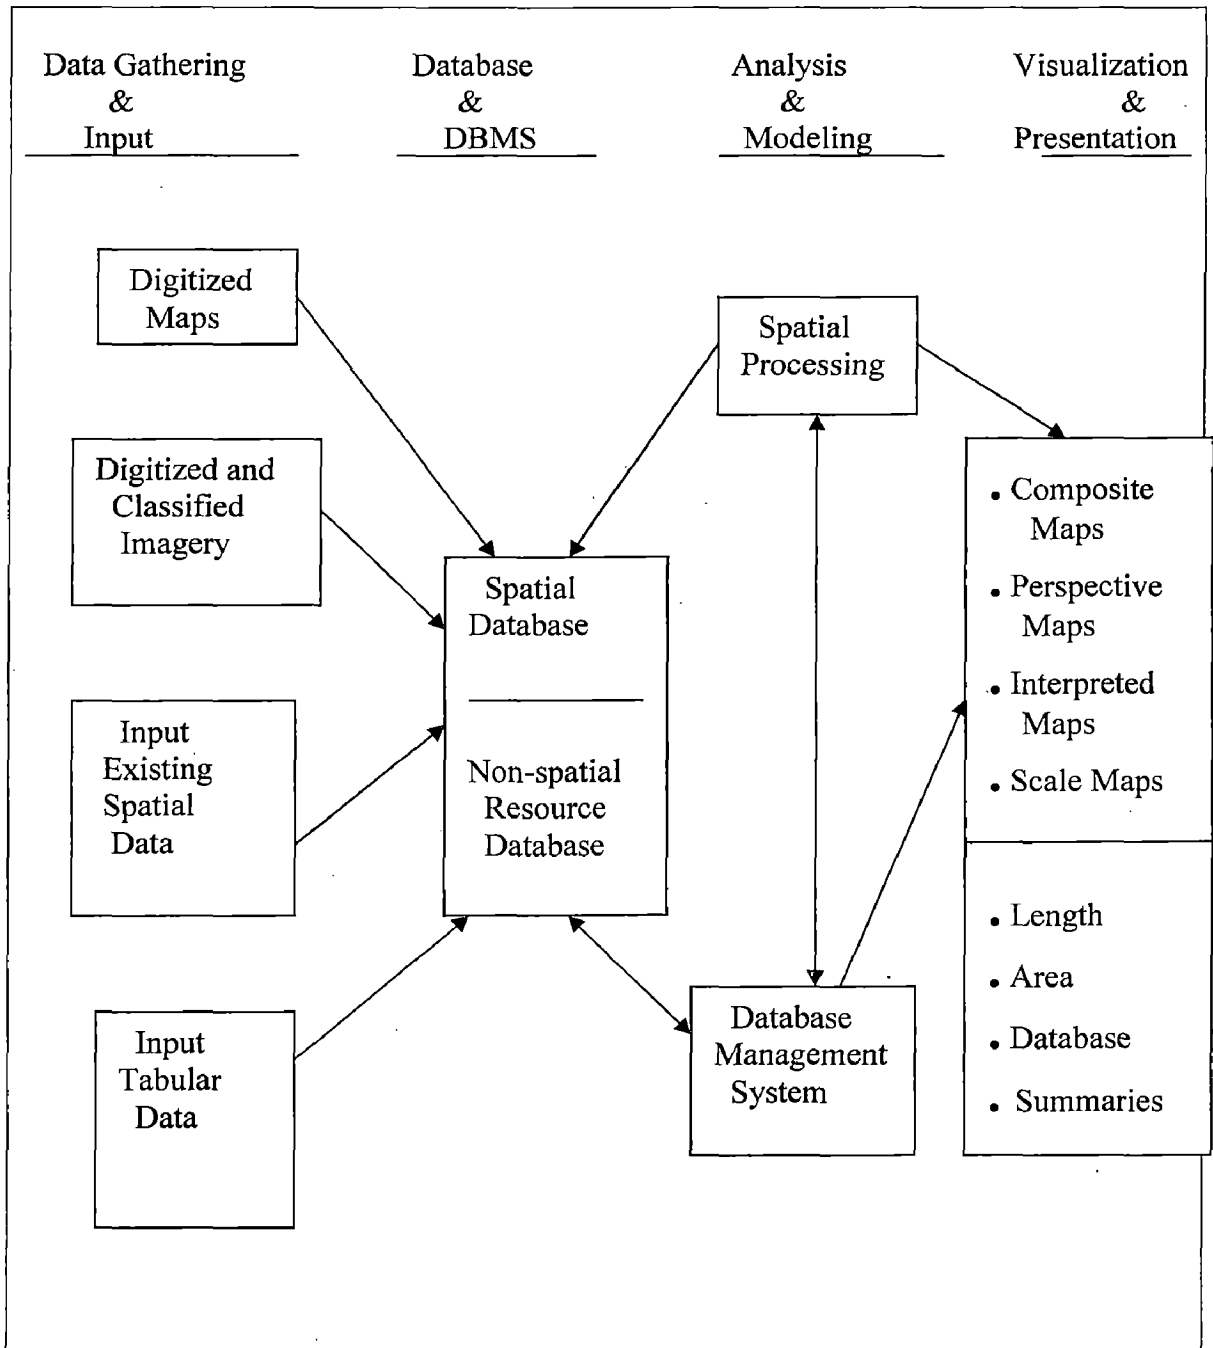 Data Gathering
&
Input
Database
&
DBMS
Analysis
&
Modeling
Visualization
&
Presentation
Digitized
Maps
Digitized and
Classified
Imagery
Input
Existing
Spatial
Data
Input
Tabular
Data
Spatial
Database
Non-spatial
Resource
Database
Spatial
Processing
Database
Management
System
• Composite
Maps
• Perspective
Maps
• Interpreted
Maps
• Scale Maps
• Length
• Area
• Database
• Summaries